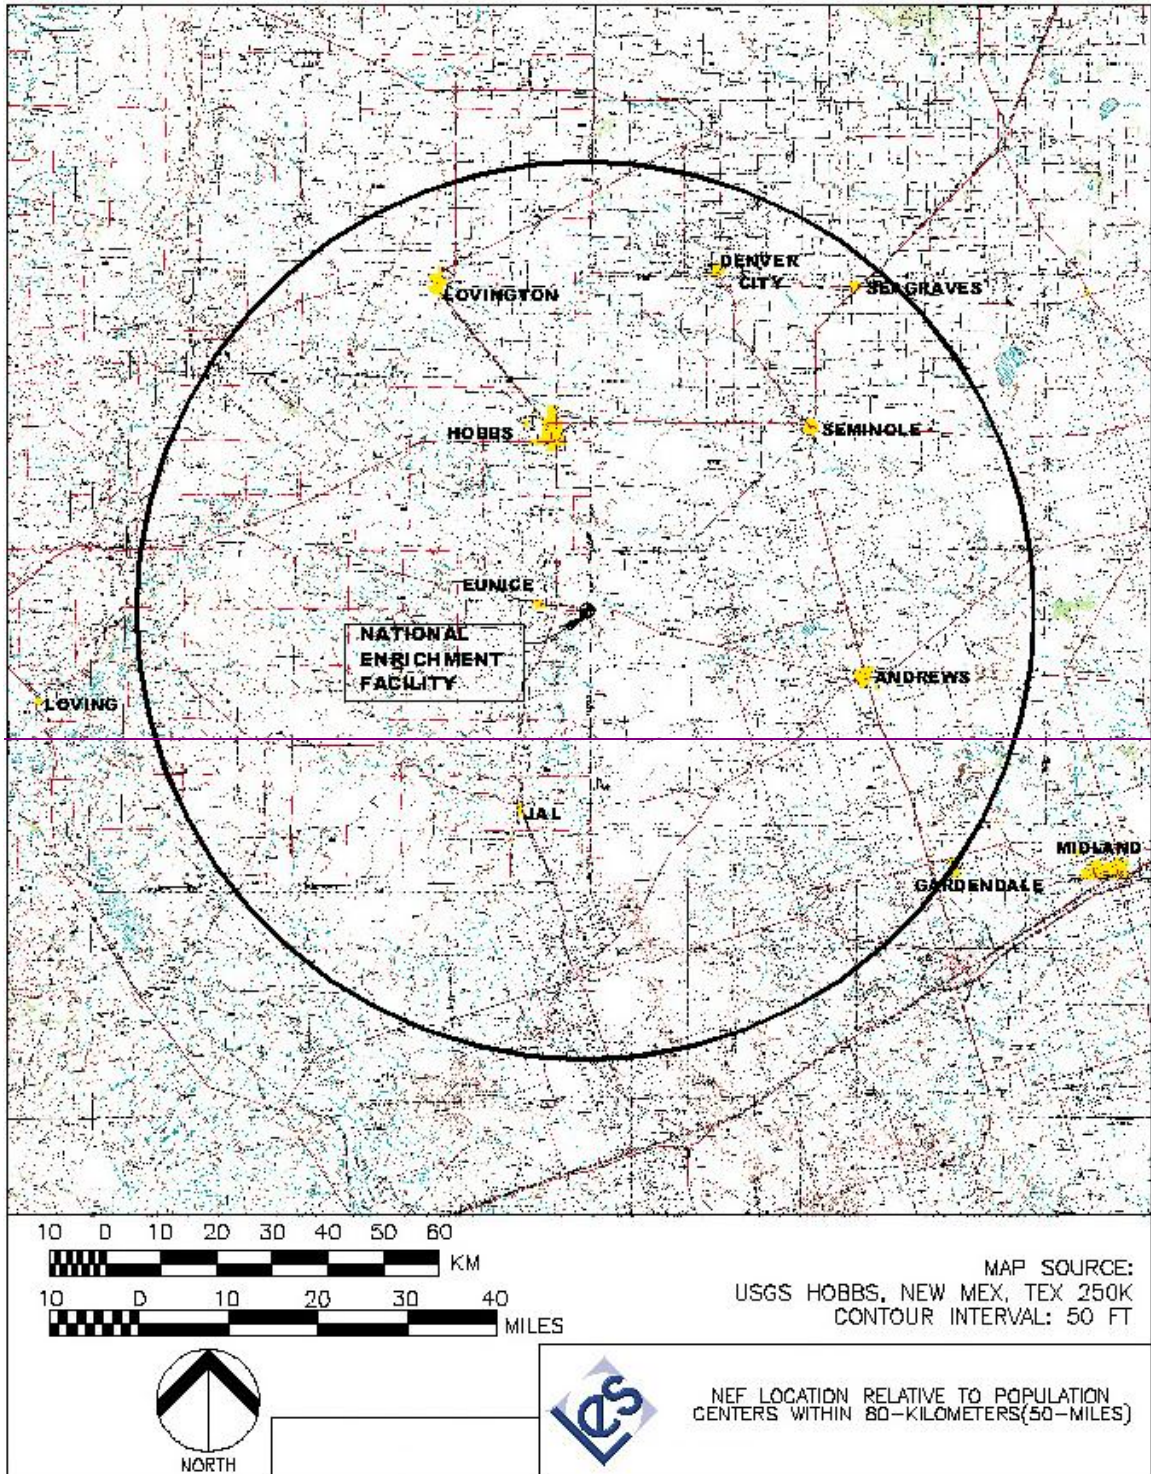 DENVER
CITY
SEAGRAVES
LOVINGTON
HOBBS
SEMINOLE
EUNICE
NATIONAL
ENRICHMENT
FACILITY
ANDREWS
LOVING
JAL
MIDLAND
GARDENDALE
10 0 10 20 30 40 50 60
KM
10 0 10 20 30 40
MILES
MAP SOURCE:
USGS HOBBS, NEW MEX, TEX 250K
CONTOUR INTERVAL: 50 FT
NORTH
LES
NEF LOCATION RELATIVE TO POPULATION
CENTERS WITHIN 80-KILOMETERS(50-MILES)